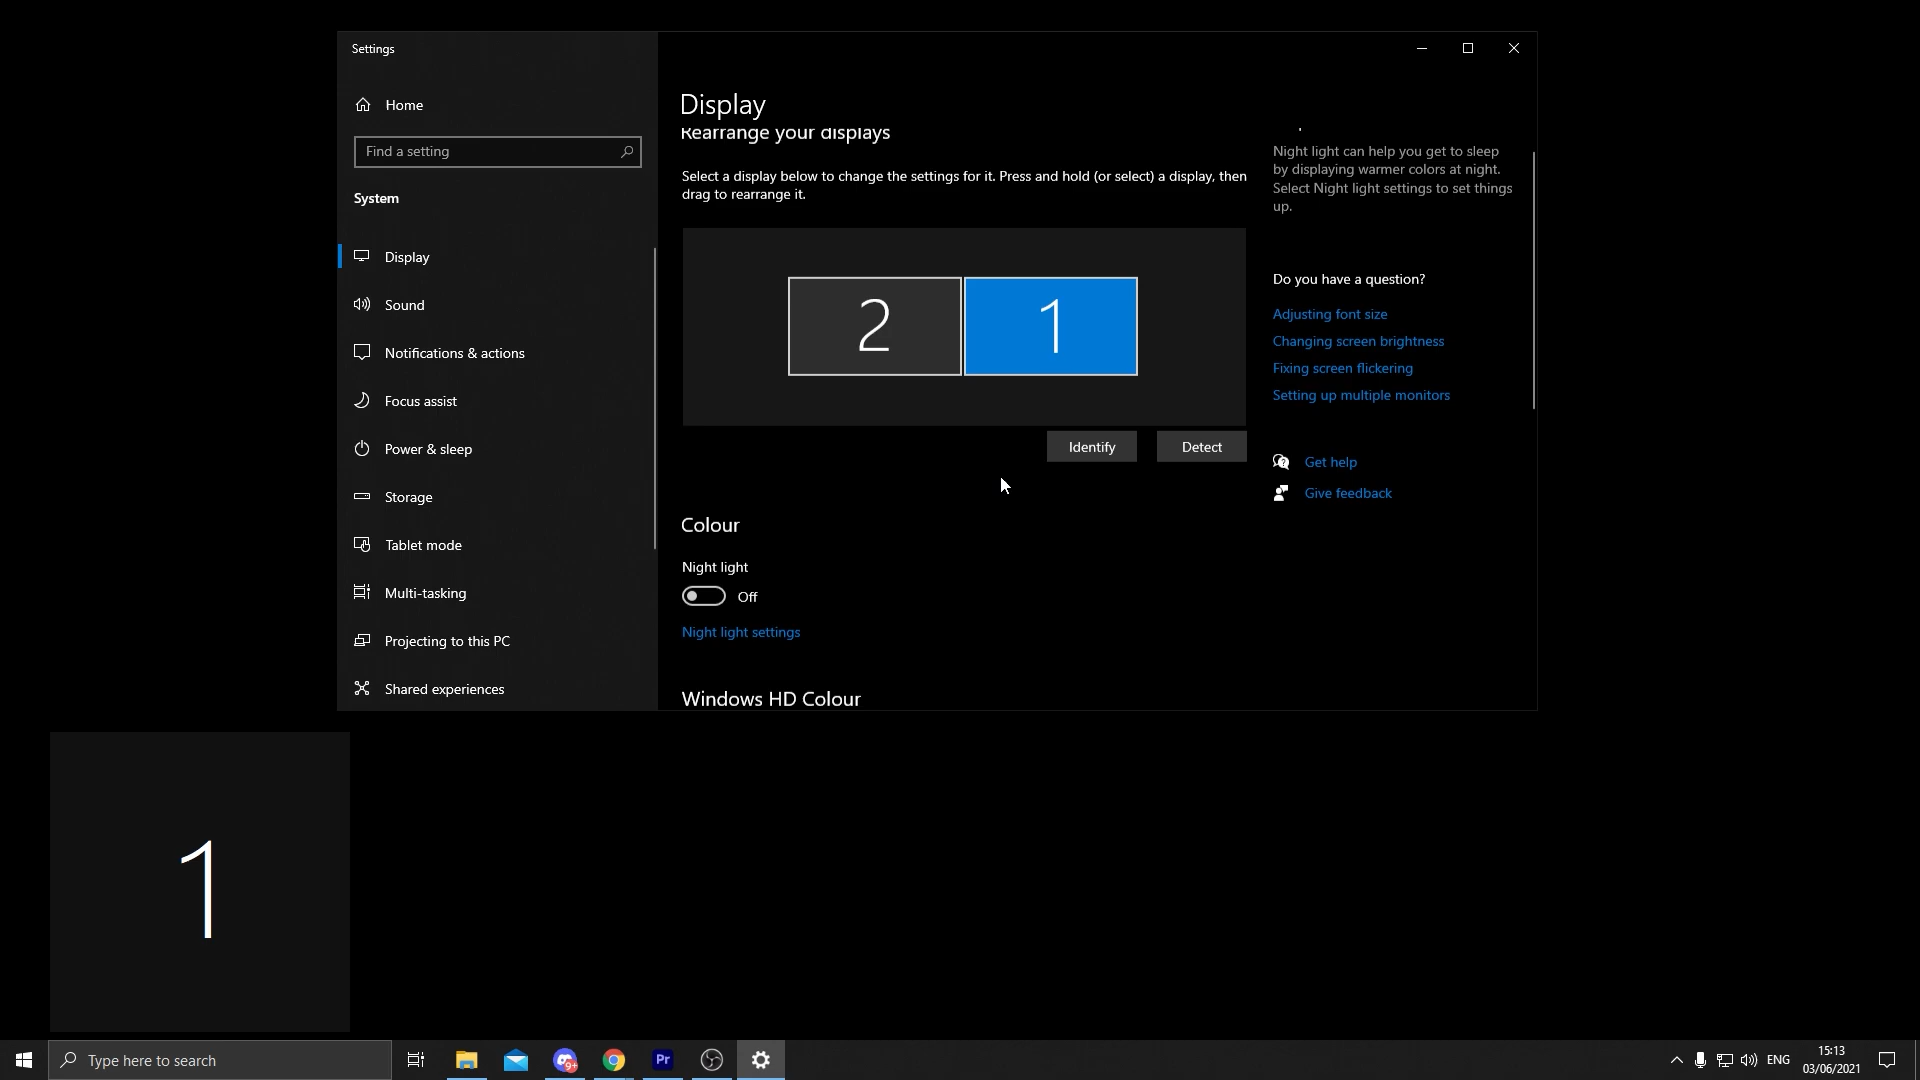 Settings
Home
Find a setting
System
Display
Sound
Notifications & actions
Focus assist
Power & sleep
Storage
Tablet mode
Multi-tasking
Projecting to this PC
Shared experiences
Display
Rearrange your displays
Select a display below to change the settings for it. Press and hold (or select) a display, then
drag to rearrange it.
2
1
Identify
Detect
Colour
Night light
Off
Night light settings
Windows HD Colour
Night light can help you get to sleep
by displaying warmer colors at night.
Select Night light settings to set things
up.
Do you have a question?
Adjusting font size
Changing screen brightness
Fixing screen flickering
Setting up multiple monitors
Get help
Give feedback
1
Type here to search
9+
Pr
ENG
15:13
03/06/2021